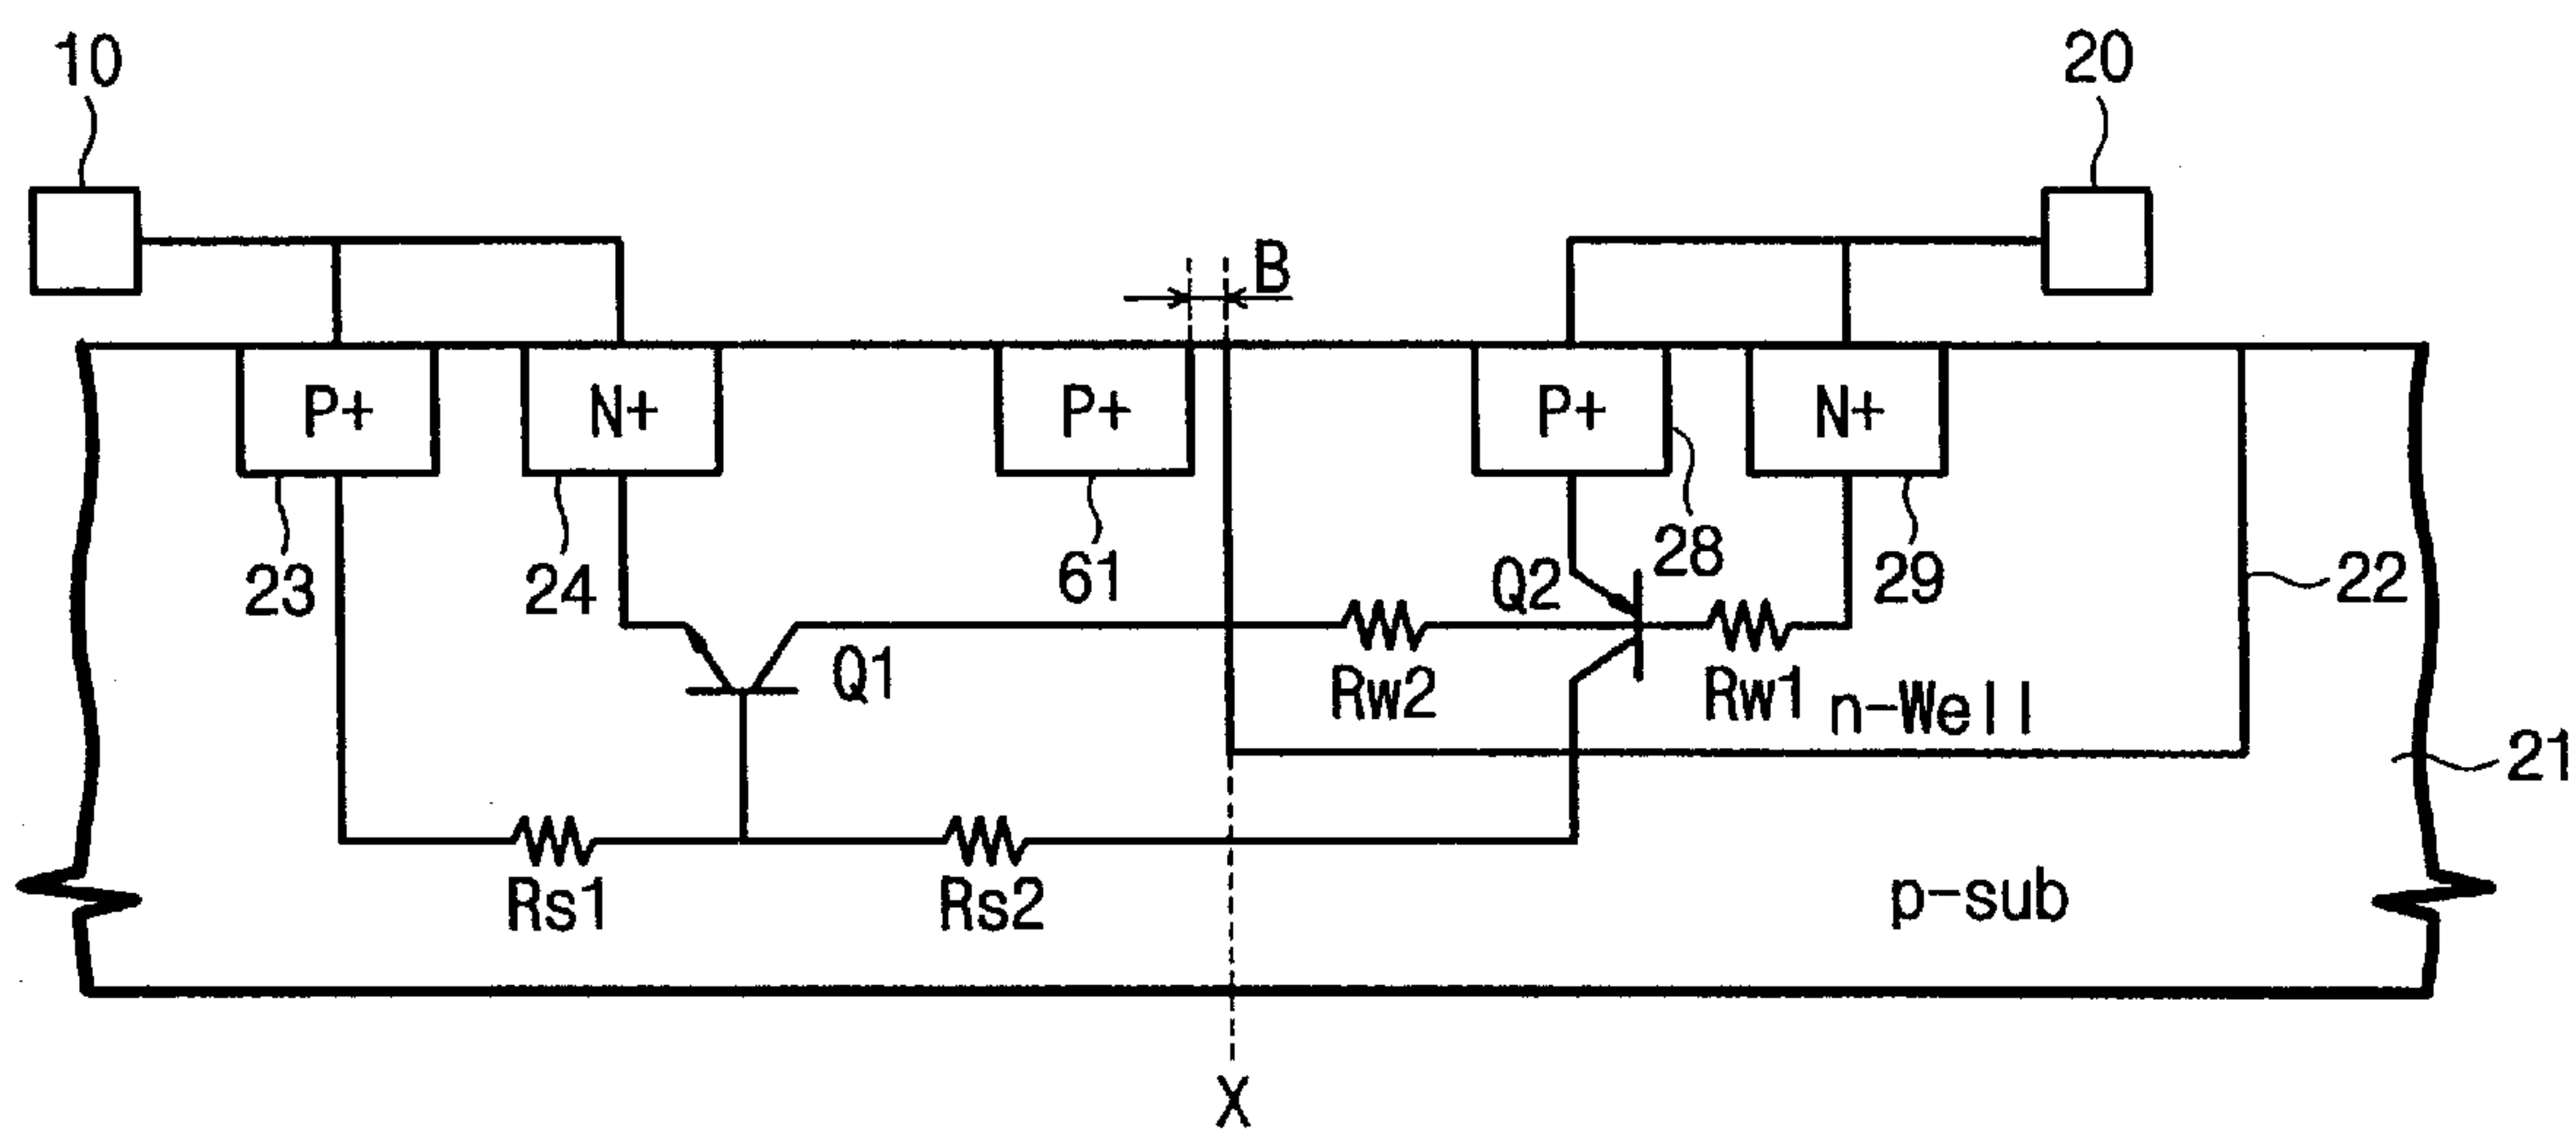 10
20
B
P+
N+
P+
P+
N+
23
24
61
28
29
22
Q1
Q2
Rw2
Rw1
n-Well
21
Rs1
Rs2
p-sub
X